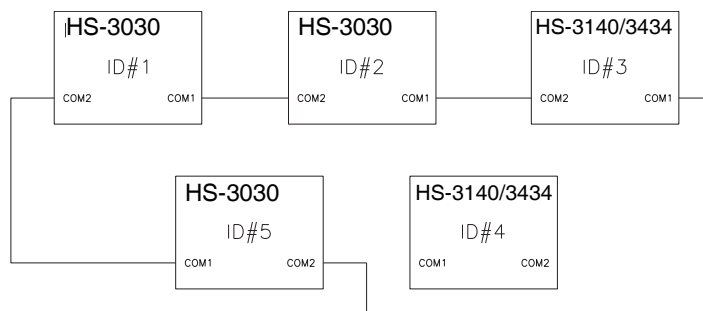 HS-3030
ID#1
COM2 COM1
HS-3030
ID#2
COM2 COM1
HS-3140/3434
ID#3
COM2 COM1
HS-3030
ID#5
COM1 COM2
HS-3140/3434
ID#4
COM1 COM2